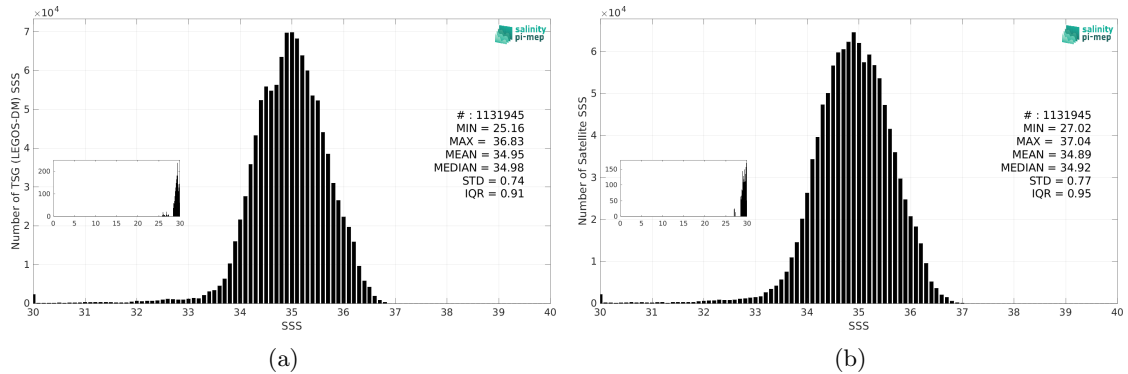 ×10⁴
salinity
pi-mep
Number of TSG (LEGOS-DM) SSS
7
6
5
4
3
2
1
0
# : 1131945
MIN = 25.16
MAX = 36.83
MEAN = 34.95
MEDIAN = 34.98
STD = 0.74
IQR = 0.91
200
100
0
0 5 10 15 20 25 30
30 31 32 33 34 35 36 37 38 39 40
SSS
(a)
×10⁴
salinity
pi-mep
Number of Satellite SSS
6
5
4
3
2
1
0
# : 1131945
MIN = 27.02
MAX = 37.04
MEAN = 34.89
MEDIAN = 34.92
STD = 0.77
IQR = 0.95
150
100
50
0
0 5 10 15 20 25 30
30 31 32 33 34 35 36 37 38 39 40
SSS
(b)